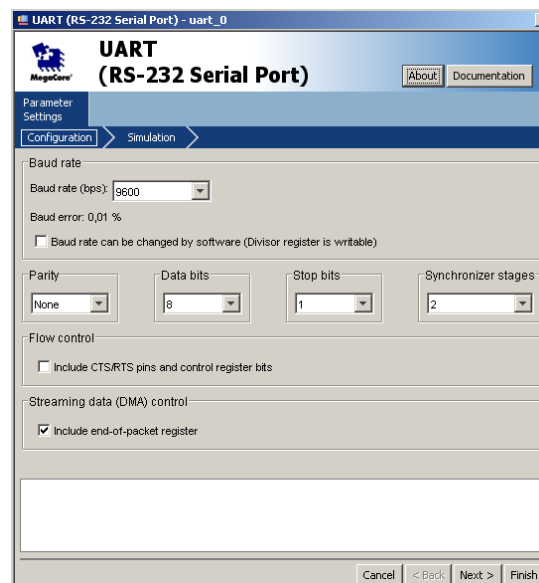 UART (RS-232 Serial Port) - uart_0
MegaCore®
UART
(RS-232 Serial Port)
About
Documentation
Parameter
Settings
Configuration
Simulation
Baud rate
Baud rate (bps): 9600
Baud error: 0,01 %
Baud rate can be changed by software (Divisor register is writable)
Parity
Data bits
Stop bits
Synchronizer stages
None
8
1
2
Flow control
Include CTS/RTS pins and control register bits
Streaming data (DMA) control
Include end-of-packet register
Cancel
< Back
Next >
Finish